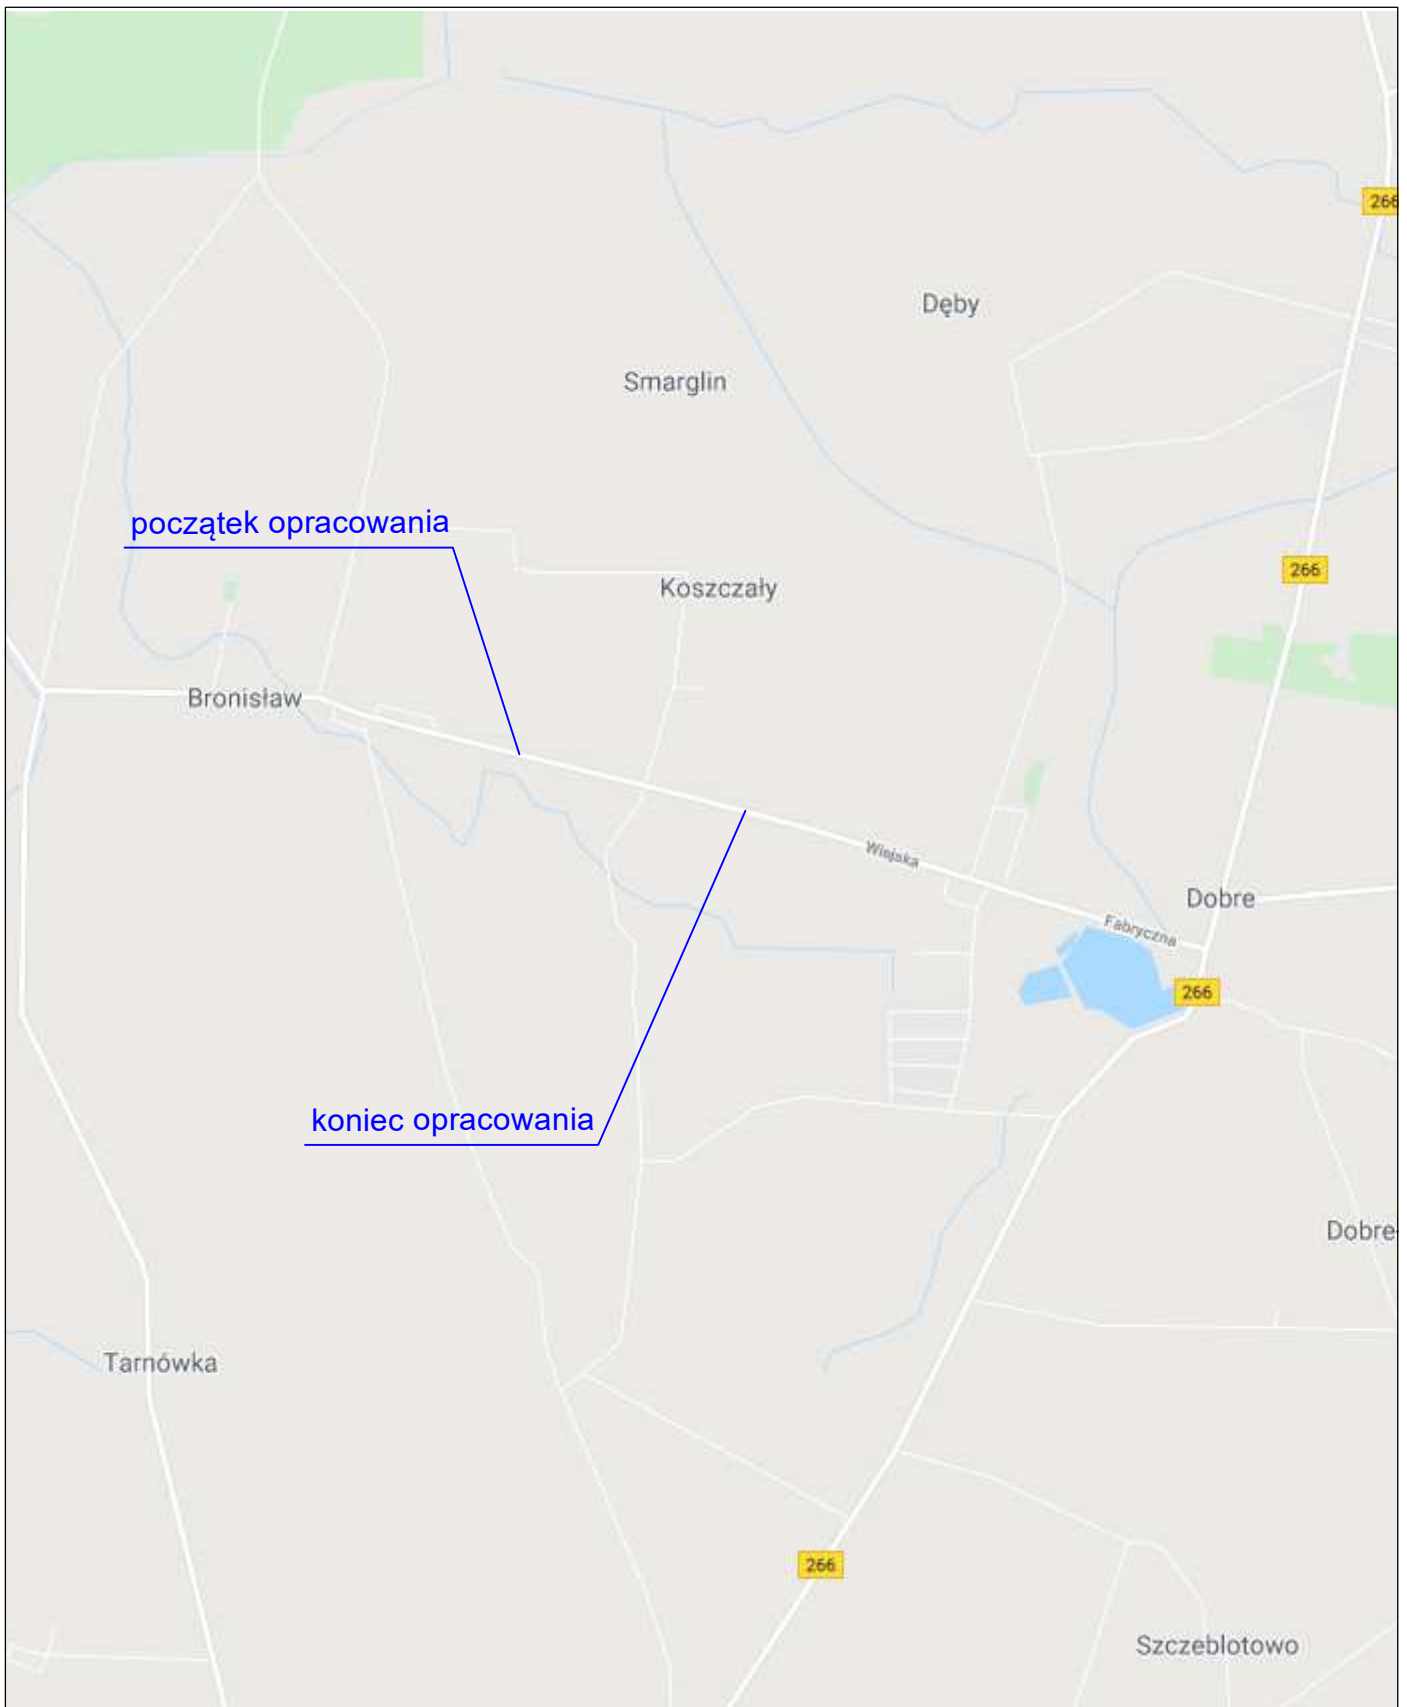 266
Dęby
Smarglin
początek opracowania
266
Koszczały
Bronisław
Wiejska
Dobre
Fabryczna
266
koniec opracowania
Dobre
Tarnówka
266
Szczeblotowo